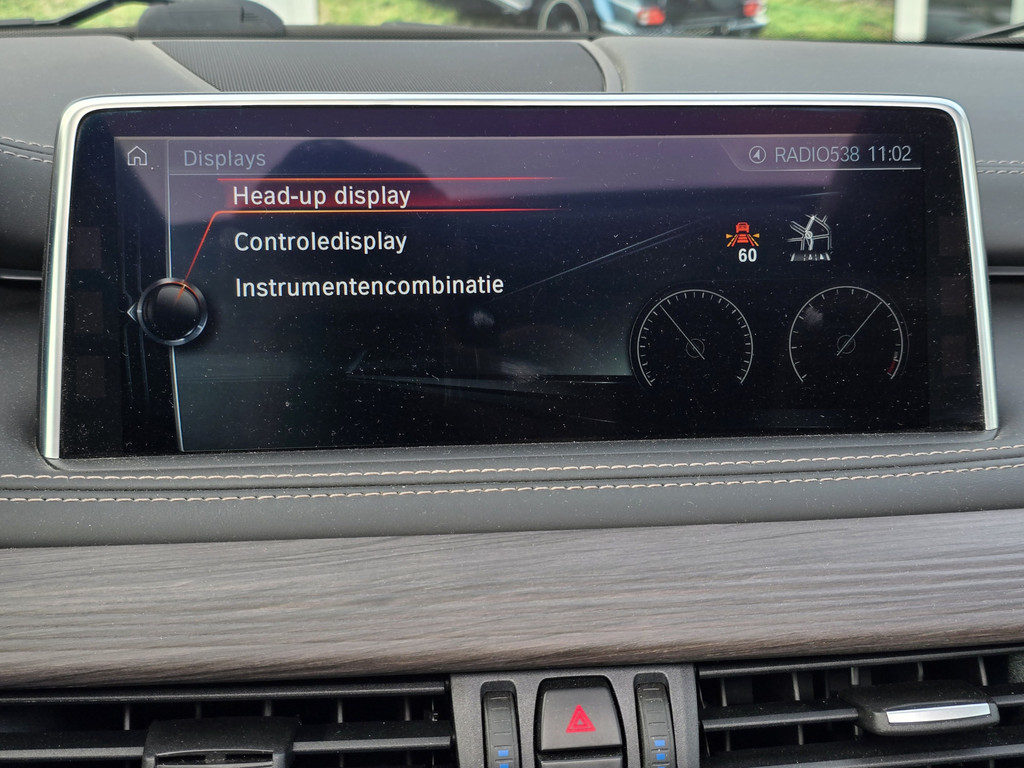 Displays
RADIO538 11:02
Head-up display
Controledisplay
Instrumentencombinatie
60